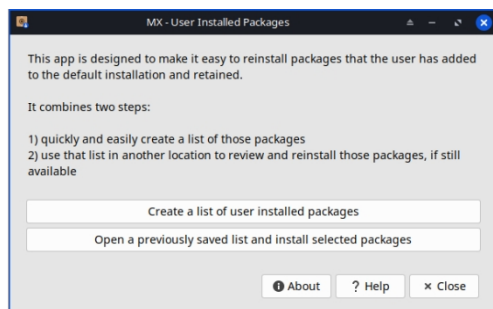 MX - User Installed Packages
This app is designed to make it easy to reinstall packages that the user has added
to the default installation and retained.
It combines two steps:
1) quickly and easily create a list of those packages
2) use that list in another location to review and reinstall those packages, if still
available
Create a list of user installed packages
Open a previously saved list and install selected packages
About ? Help × Close